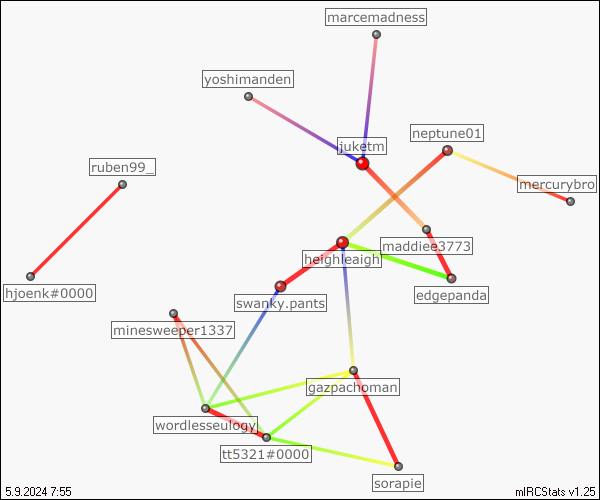 marcemadness
yoshimanden
neptune01
juketm
ruben99_
mercurybro
maddiee3773
heighleaigh
hjoenk#0000
edgepanda
swanky.pants
minesweeper1337
gazpachoman
wordlesseulogy
tt5321#0000
sorapie
5.9.2024 7:55
mIRCStats v1.25